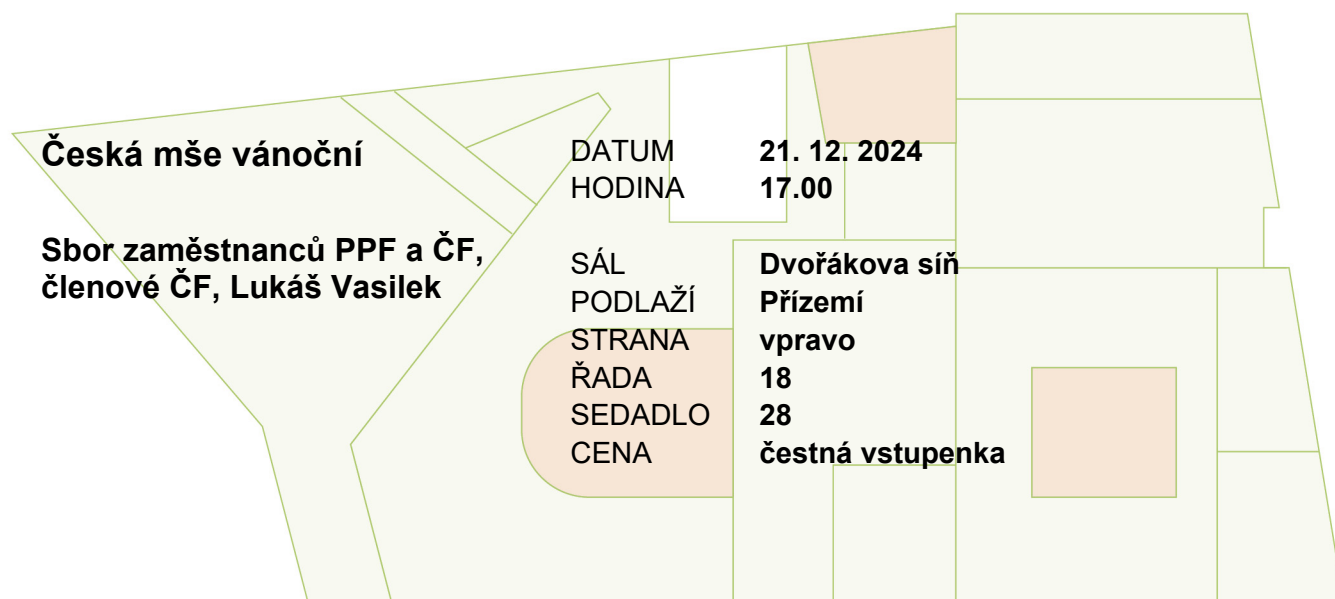 Česká mše vánoční
Sbor zaměstnanců PPF a ČF,
členové ČF, Lukáš Vasilek
DATUM 21. 12. 2024
HODINA 17.00
SÁL Dvořákova síň
PODLAŽÍ Přízemí
STRANA vpravo
ŘADA 18
SEDADLO 28
CENA čestná vstupenka